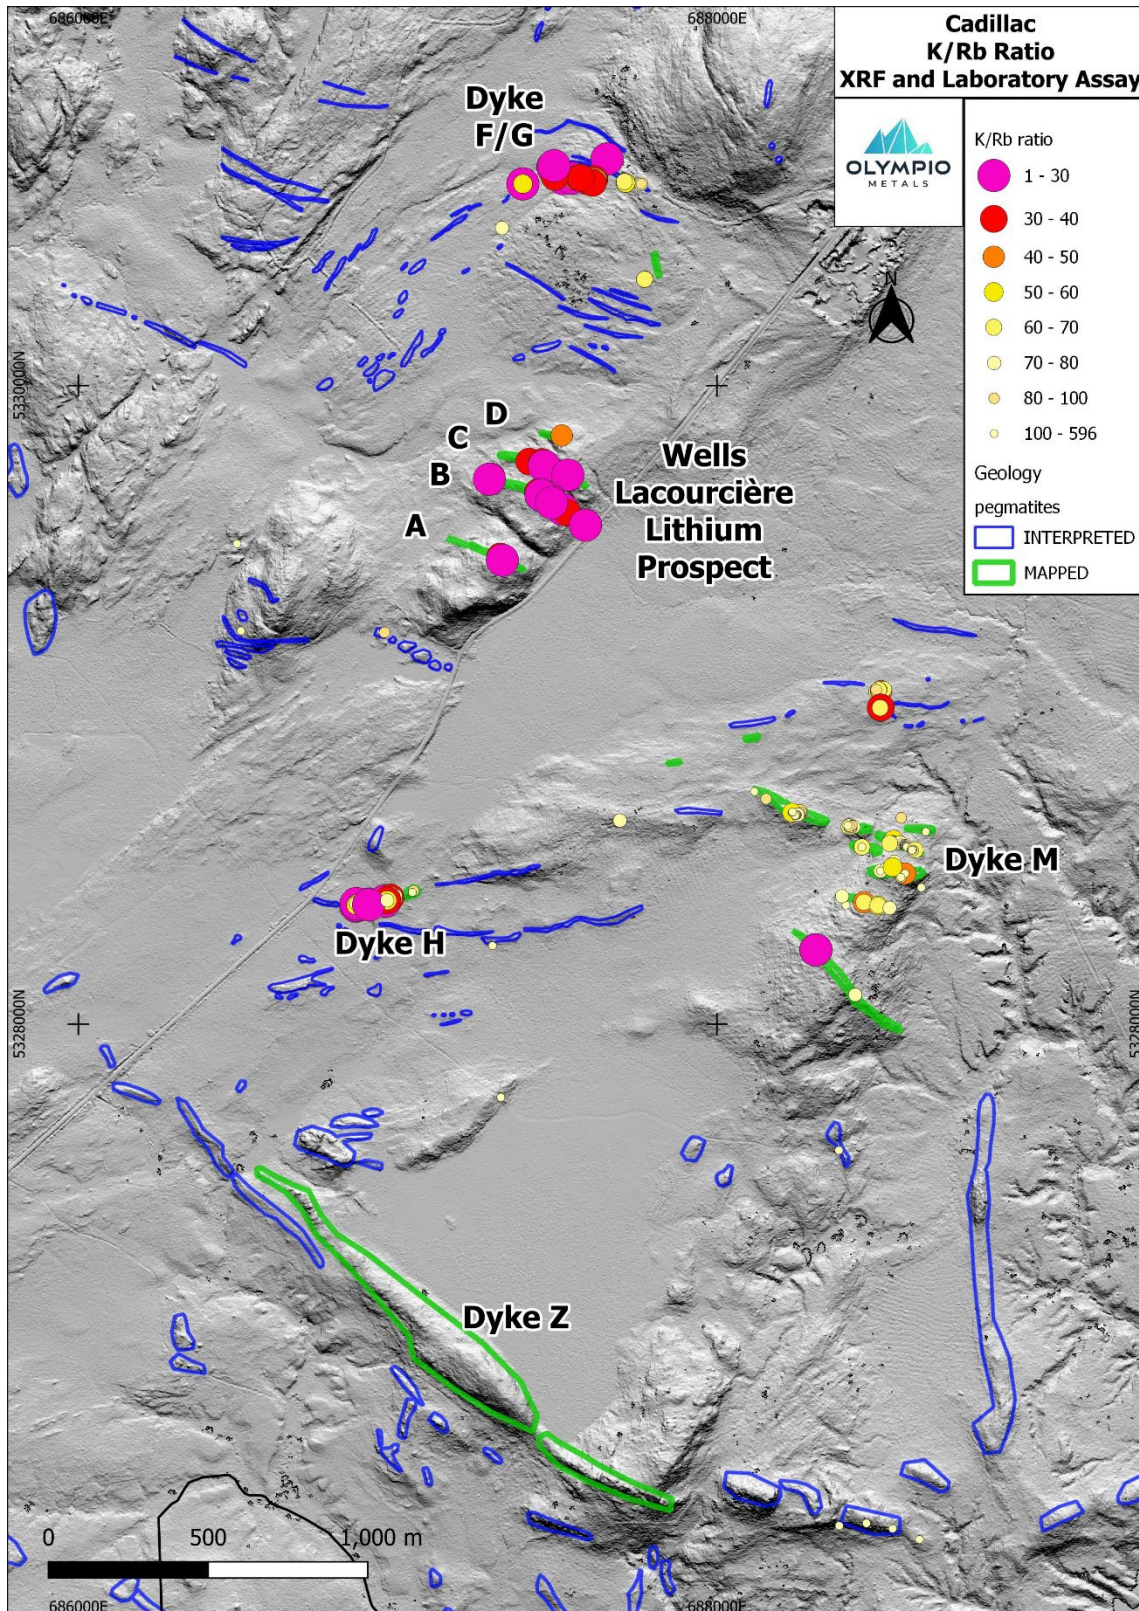 686000E
688000E
Cadillac
K/Rb Ratio
XRF and Laboratory Assay
OLYMPIO
METALS
K/Rb ratio
1 - 30
30 - 40
40 - 50
50 - 60
60 - 70
70 - 80
80 - 100
100 - 596
Geology
pegmatites
INTERPRETED
MAPPED
N
Dyke
F/G
5330000N
5330000N
D
C
B
A
Wells
Lacourcière
Lithium
Prospect
Dyke M
Dyke H
5328000N
5328000N
Dyke Z
0 500 1,000 m
686000E
688000E